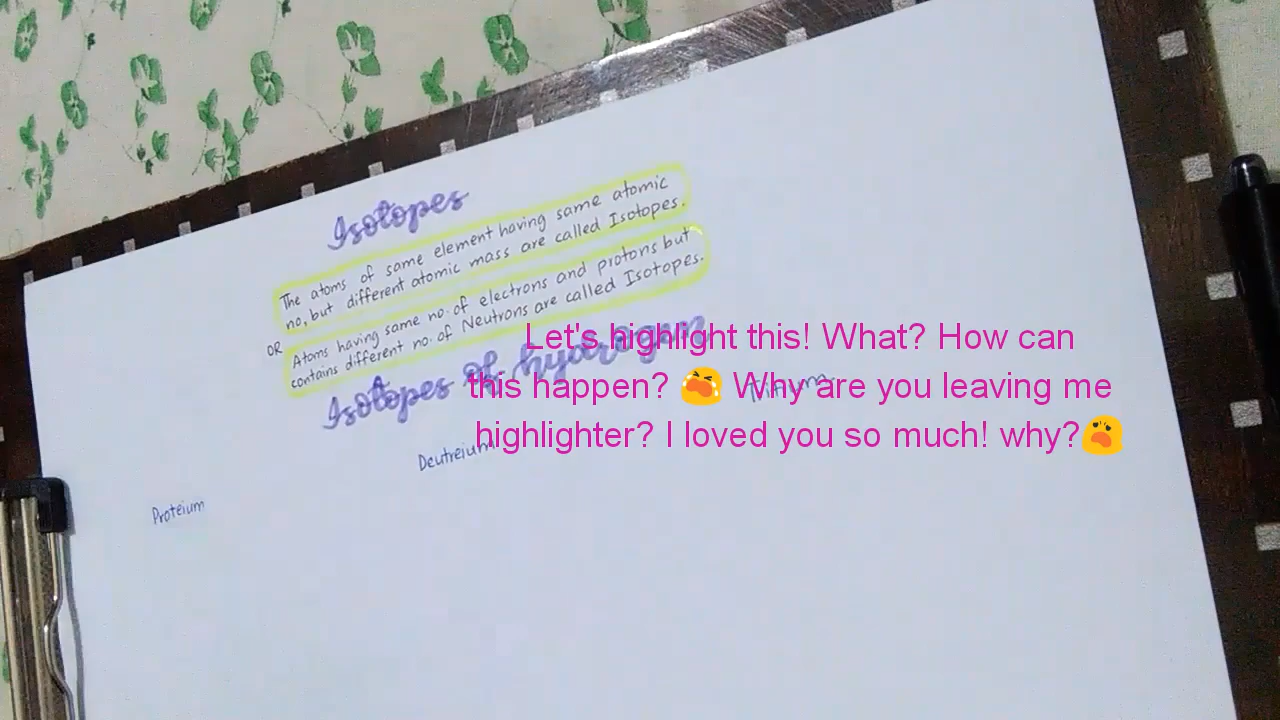 Isotopes
The atoms of same element having same atomic
no, but different atomic mass are called Isotopes.
OR
Atoms having same no. of electrons and protons but
contains different no. of Neutrons are called Isotopes.
Isotopes of hydrogen
Let's highlight this! What? How can
this happen? 😭 Why are you leaving me
highlighter? I loved you so much! why?😧
Tritium
Deutreium
Proteium